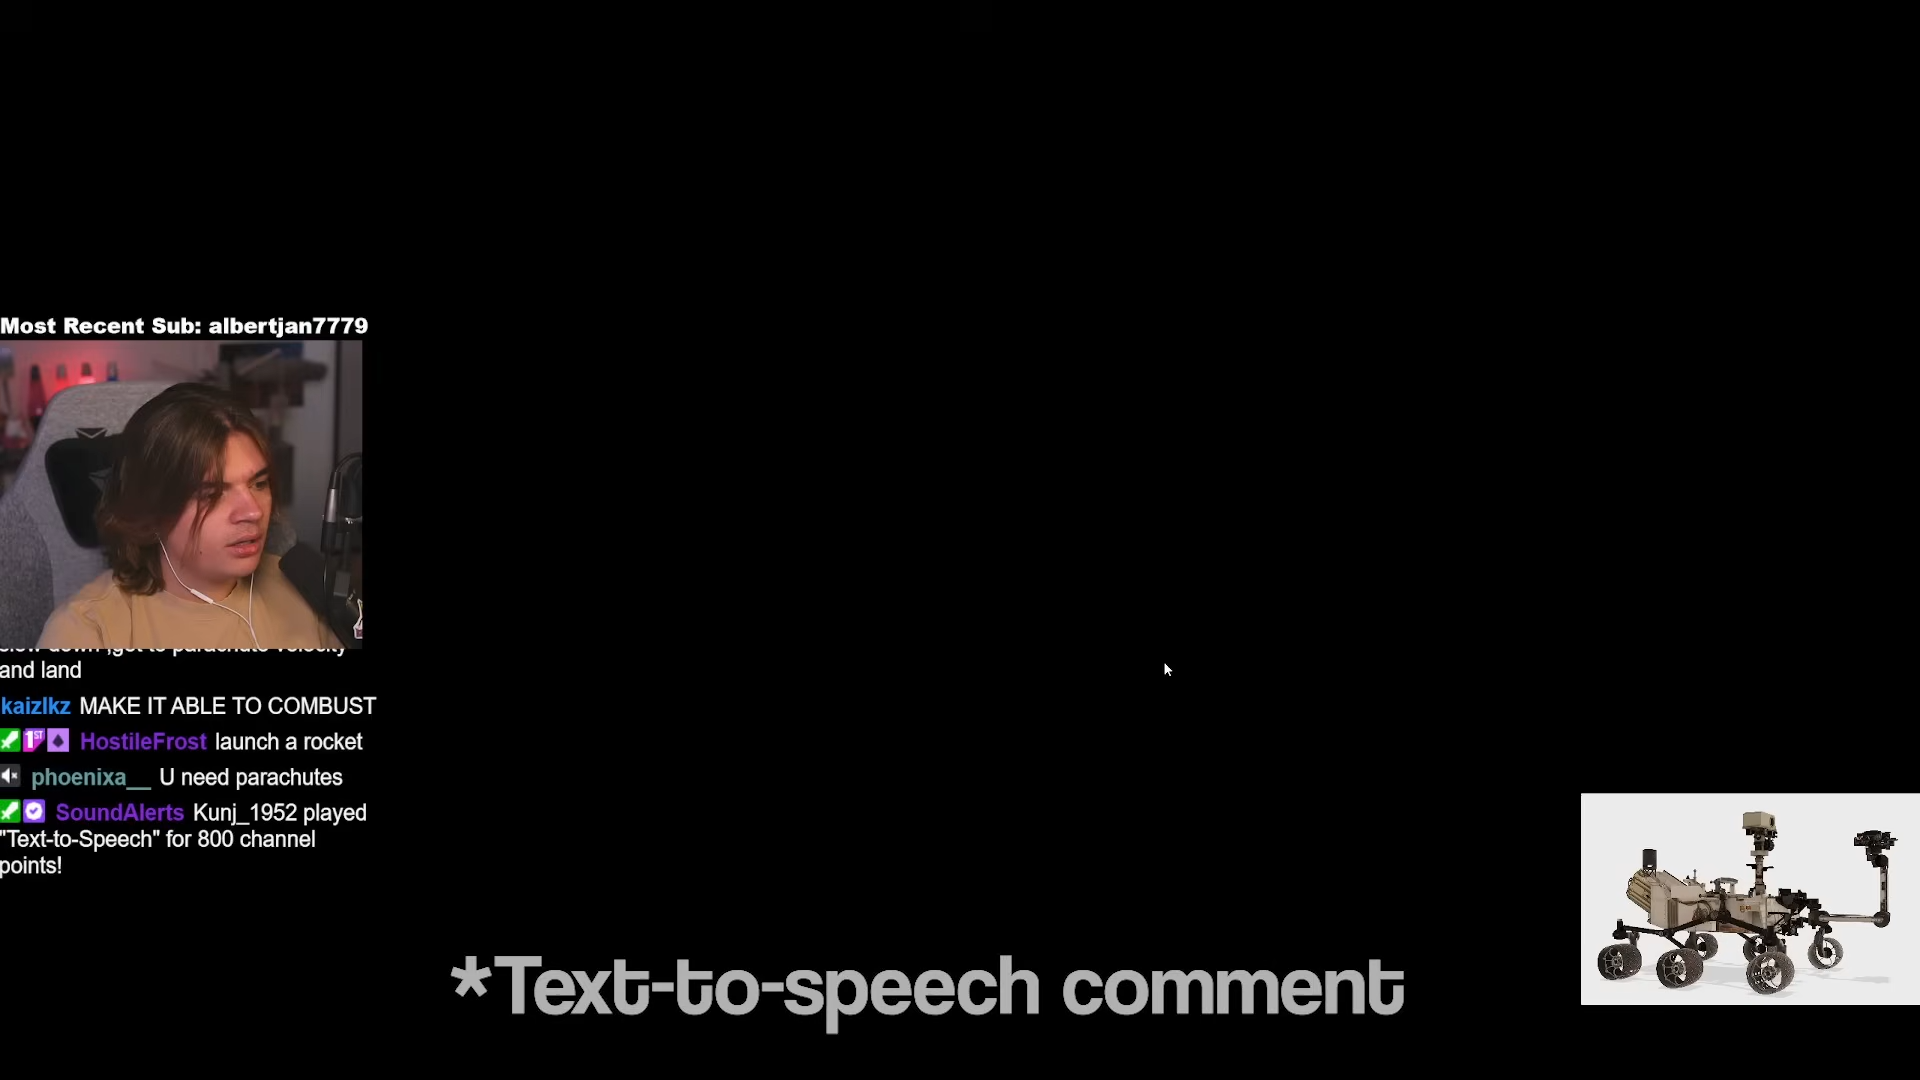 Most Recent Sub: albertjan7779
and land
kaizlkz MAKE IT ABLE TO COMBUST
1ST HostileFrost launch a rocket
phoenixa__ U need parachutes
SoundAlerts Kunj_1952 played
"Text-to-Speech" for 800 channel
points!
*Text-to-speech comment